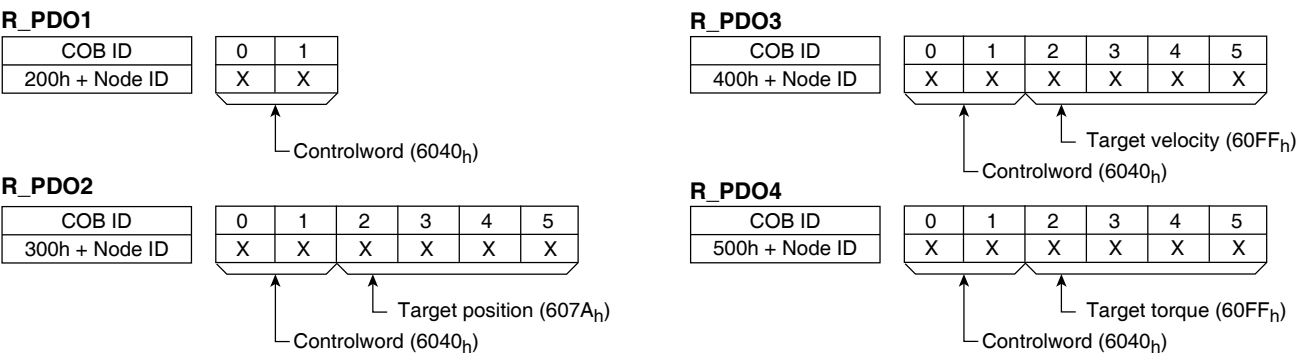 R_PDO1
COB ID 0 1
200h + Node ID X X
Controlword (6040h)
R_PDO2
COB ID 0 1 2 3 4 5
300h + Node ID X X X X X X
Target position (607Ah)
Controlword (6040h)
R_PDO3
COB ID 0 1 2 3 4 5
400h + Node ID X X X X X X
Target velocity (60FFh)
Controlword (6040h)
R_PDO4
COB ID 0 1 2 3 4 5
500h + Node ID X X X X X X
Target torque (60FFh)
Controlword (6040h)